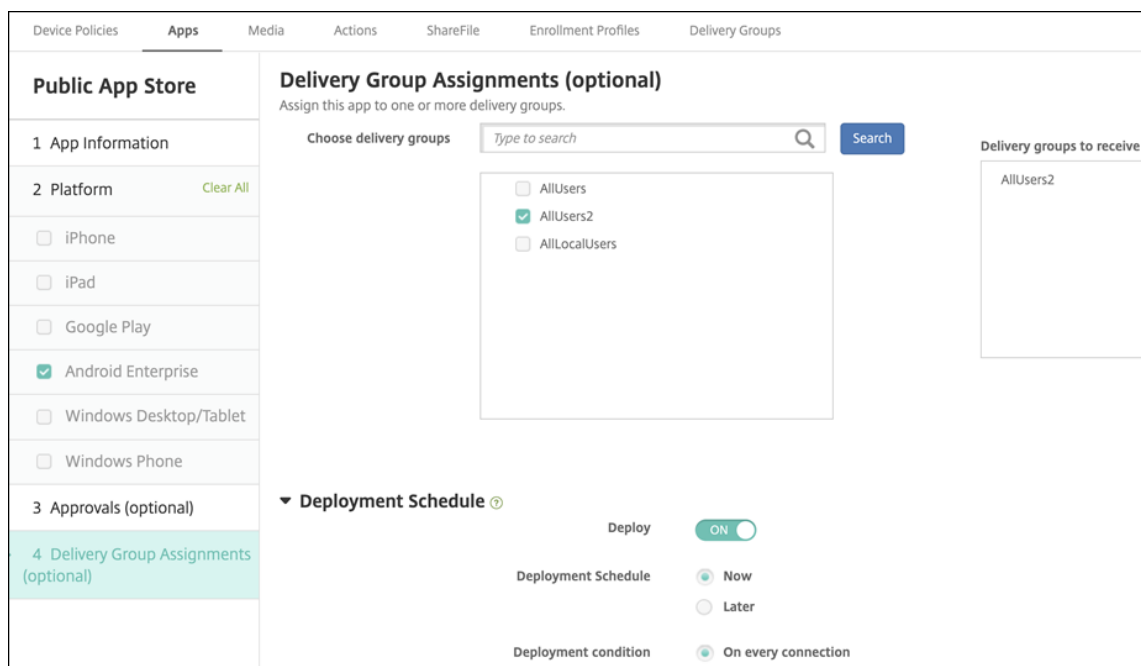 Device Policies Apps Media Actions ShareFile Enrollment Profiles Delivery Groups
Public App Store
1 App Information
2 Platform Clear All
iPhone
iPad
Google Play
Android Enterprise
Windows Desktop/Tablet
Windows Phone
3 Approvals (optional)
4 Delivery Group Assignments
(optional)
Delivery Group Assignments (optional)
Assign this app to one or more delivery groups.
Choose delivery groups Type to search Search
AllUsers
AllUsers2
AllLocalUsers
Delivery groups to receive
AllUsers2
Deployment Schedule ?
Deploy ON
Deployment Schedule Now
Later
Deployment condition On every connection